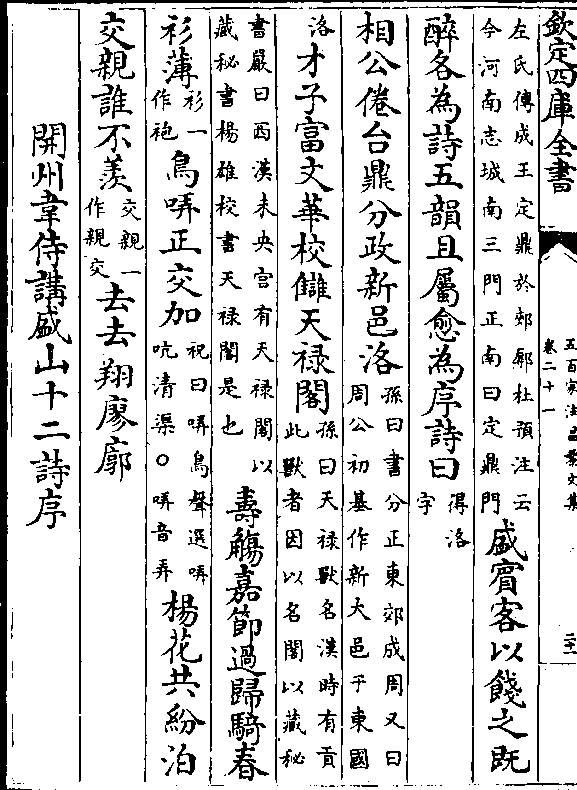 欽定四庫全書
五百家注昌黎文集
卷二十一
二十一
左氏傳成王定鼎於郊鄏杜預注云
今河南志城南三門正南曰定鼎門
盛賓客以餞之既
醉各為詩五韻且屬愈為序詩曰
得洛
字
相公倦台鼎分政新邑洛
孫曰書分正東郊成周又曰
周公初基作新大邑于東國
洛
才子富文華校讎天禄閣
孫曰天禄獸名漢時有貢
此獸者因以名閣以藏秘
書嚴曰西漢未央宫有天禄閣以
藏秘書楊雄校書天禄閣是也
壽觴嘉節過歸騎春
衫薄
衫一
作袍
鳥哢正交加
祝曰哢鳥聲選哢
吭清渠○哢音弄
楊花共紛泊
交親誰不羡
交親一
作親交
去去翔廖廓
開州韋侍講盛山十二詩序